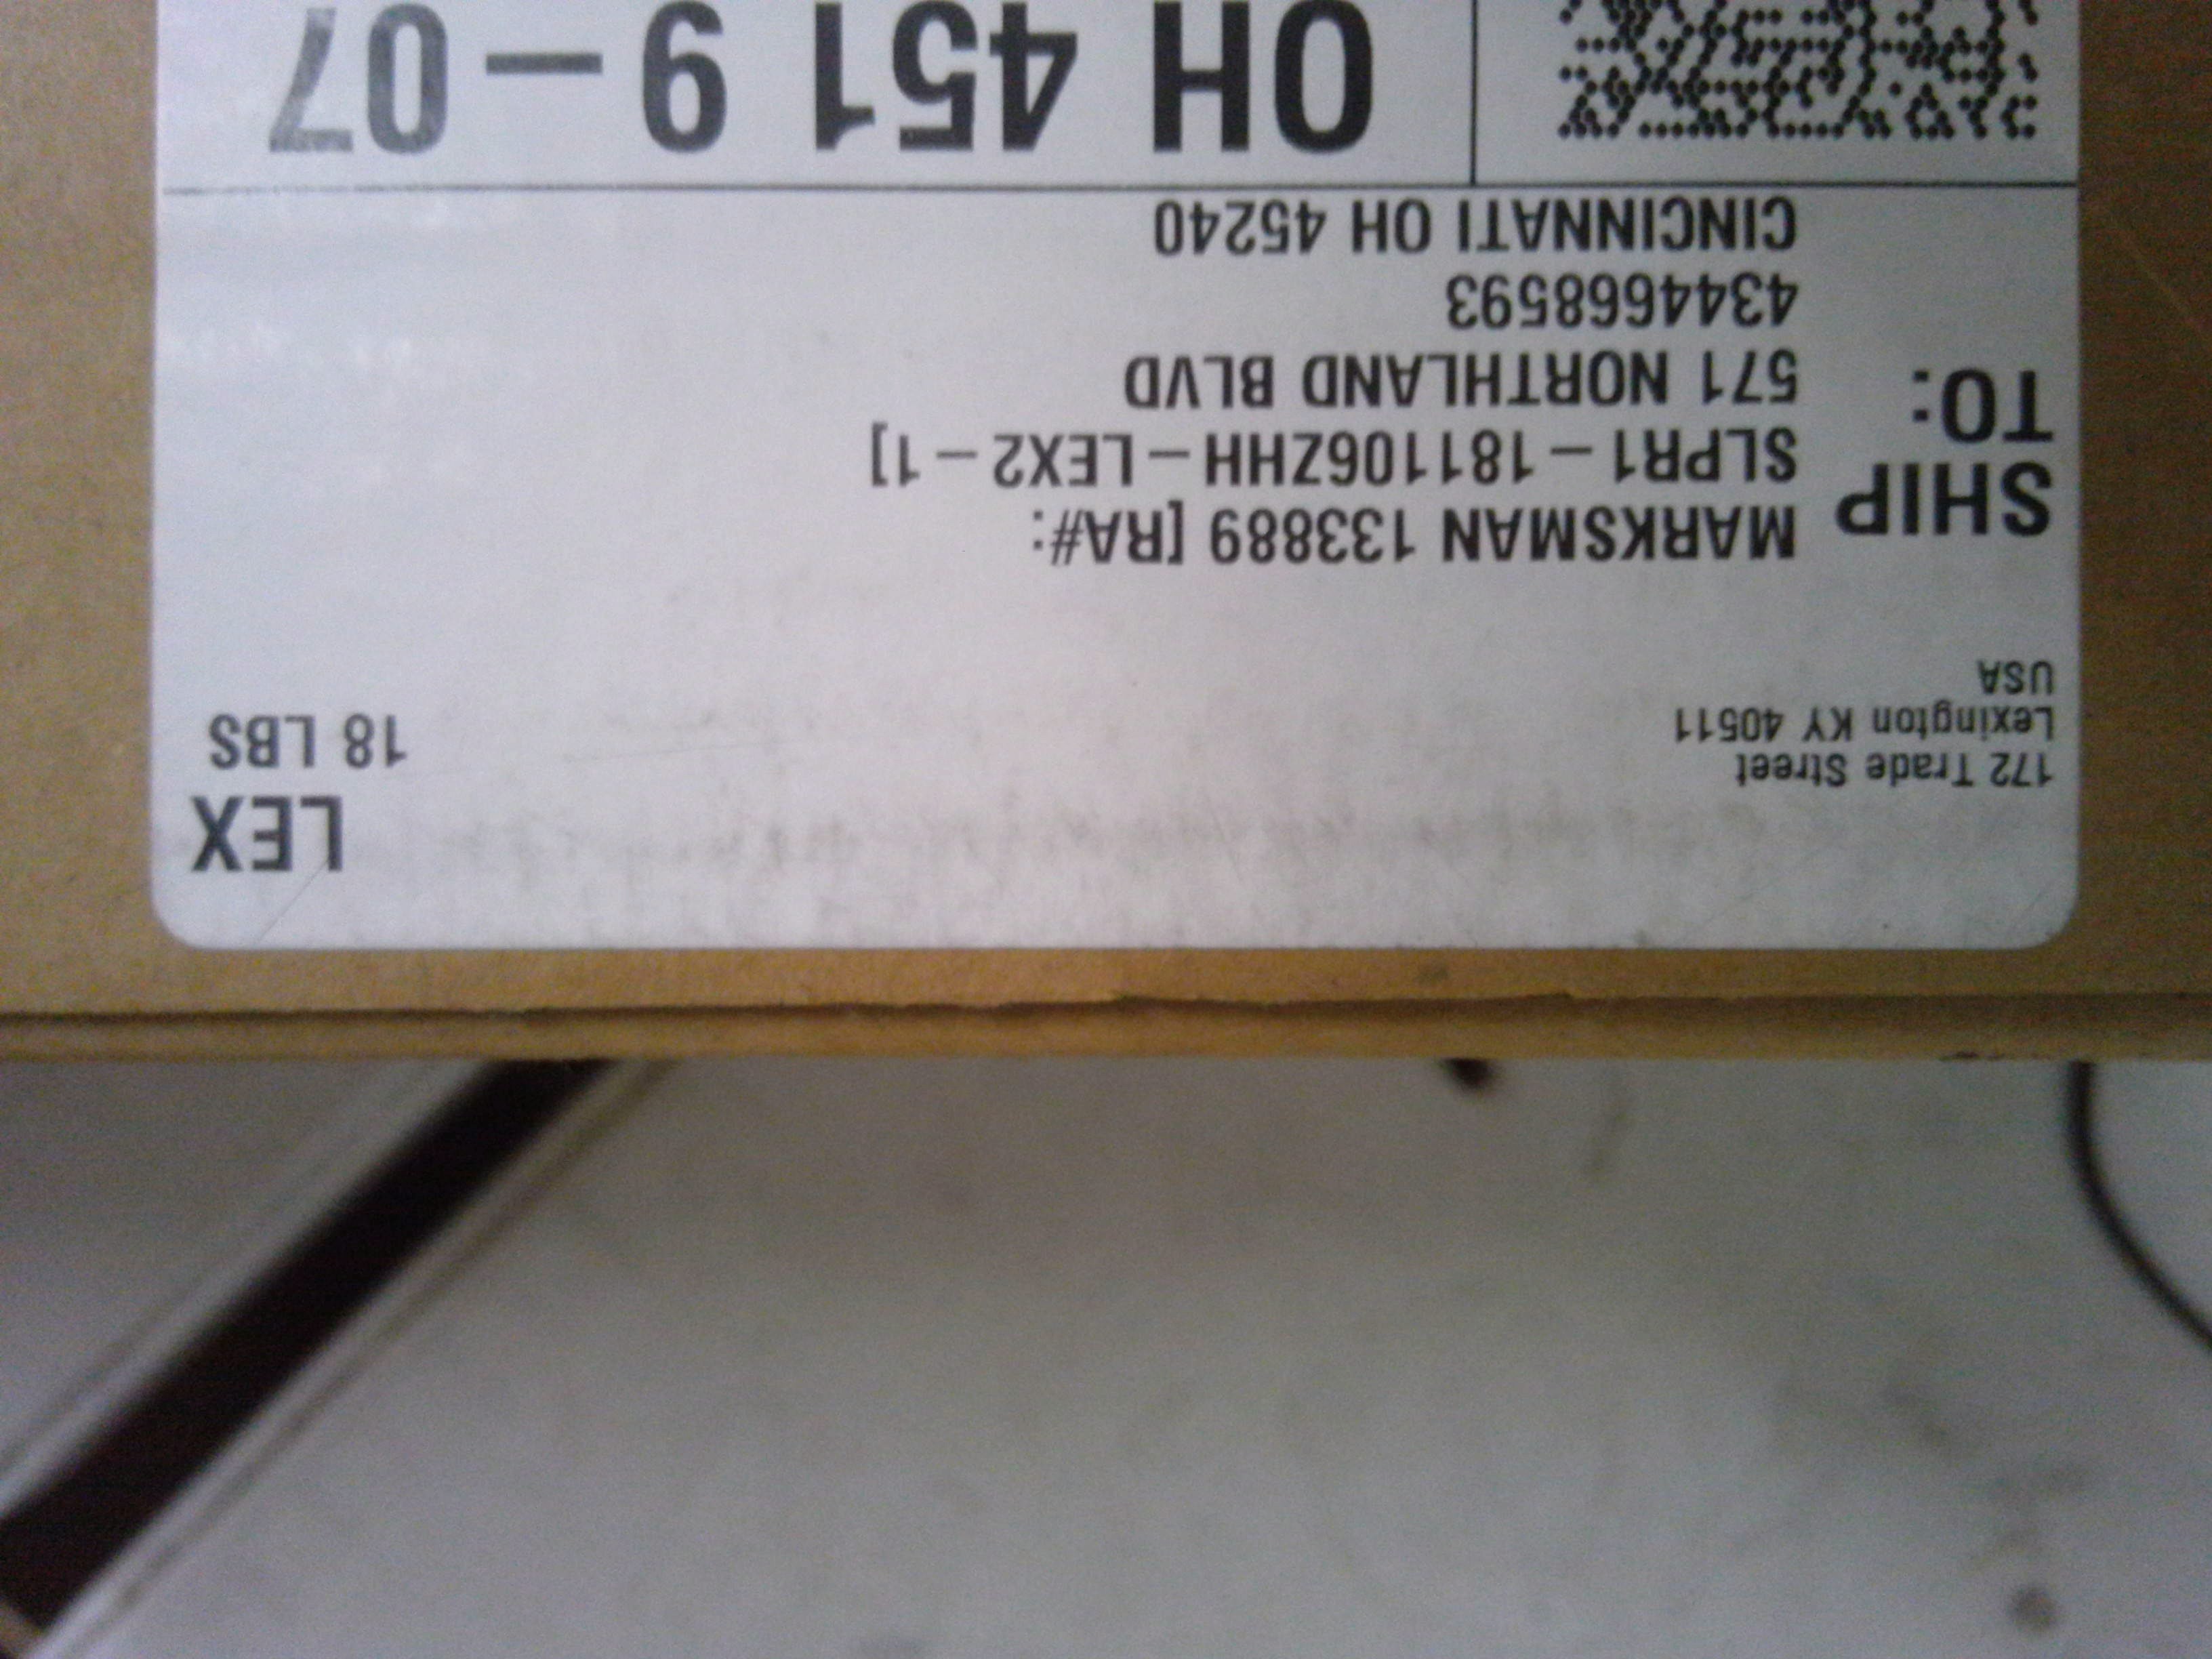 LEX
18 LBS
172 Trade Street
Lexington KY 40511
USA
SHIP
TO:
MARKSMAN 133889 [RA#:
SLPR1-181106ZHH-LEX2-1]
571 NORTHLAND BLVD
4344668593
CINCINNATI OH 45240
OH 451 9-07